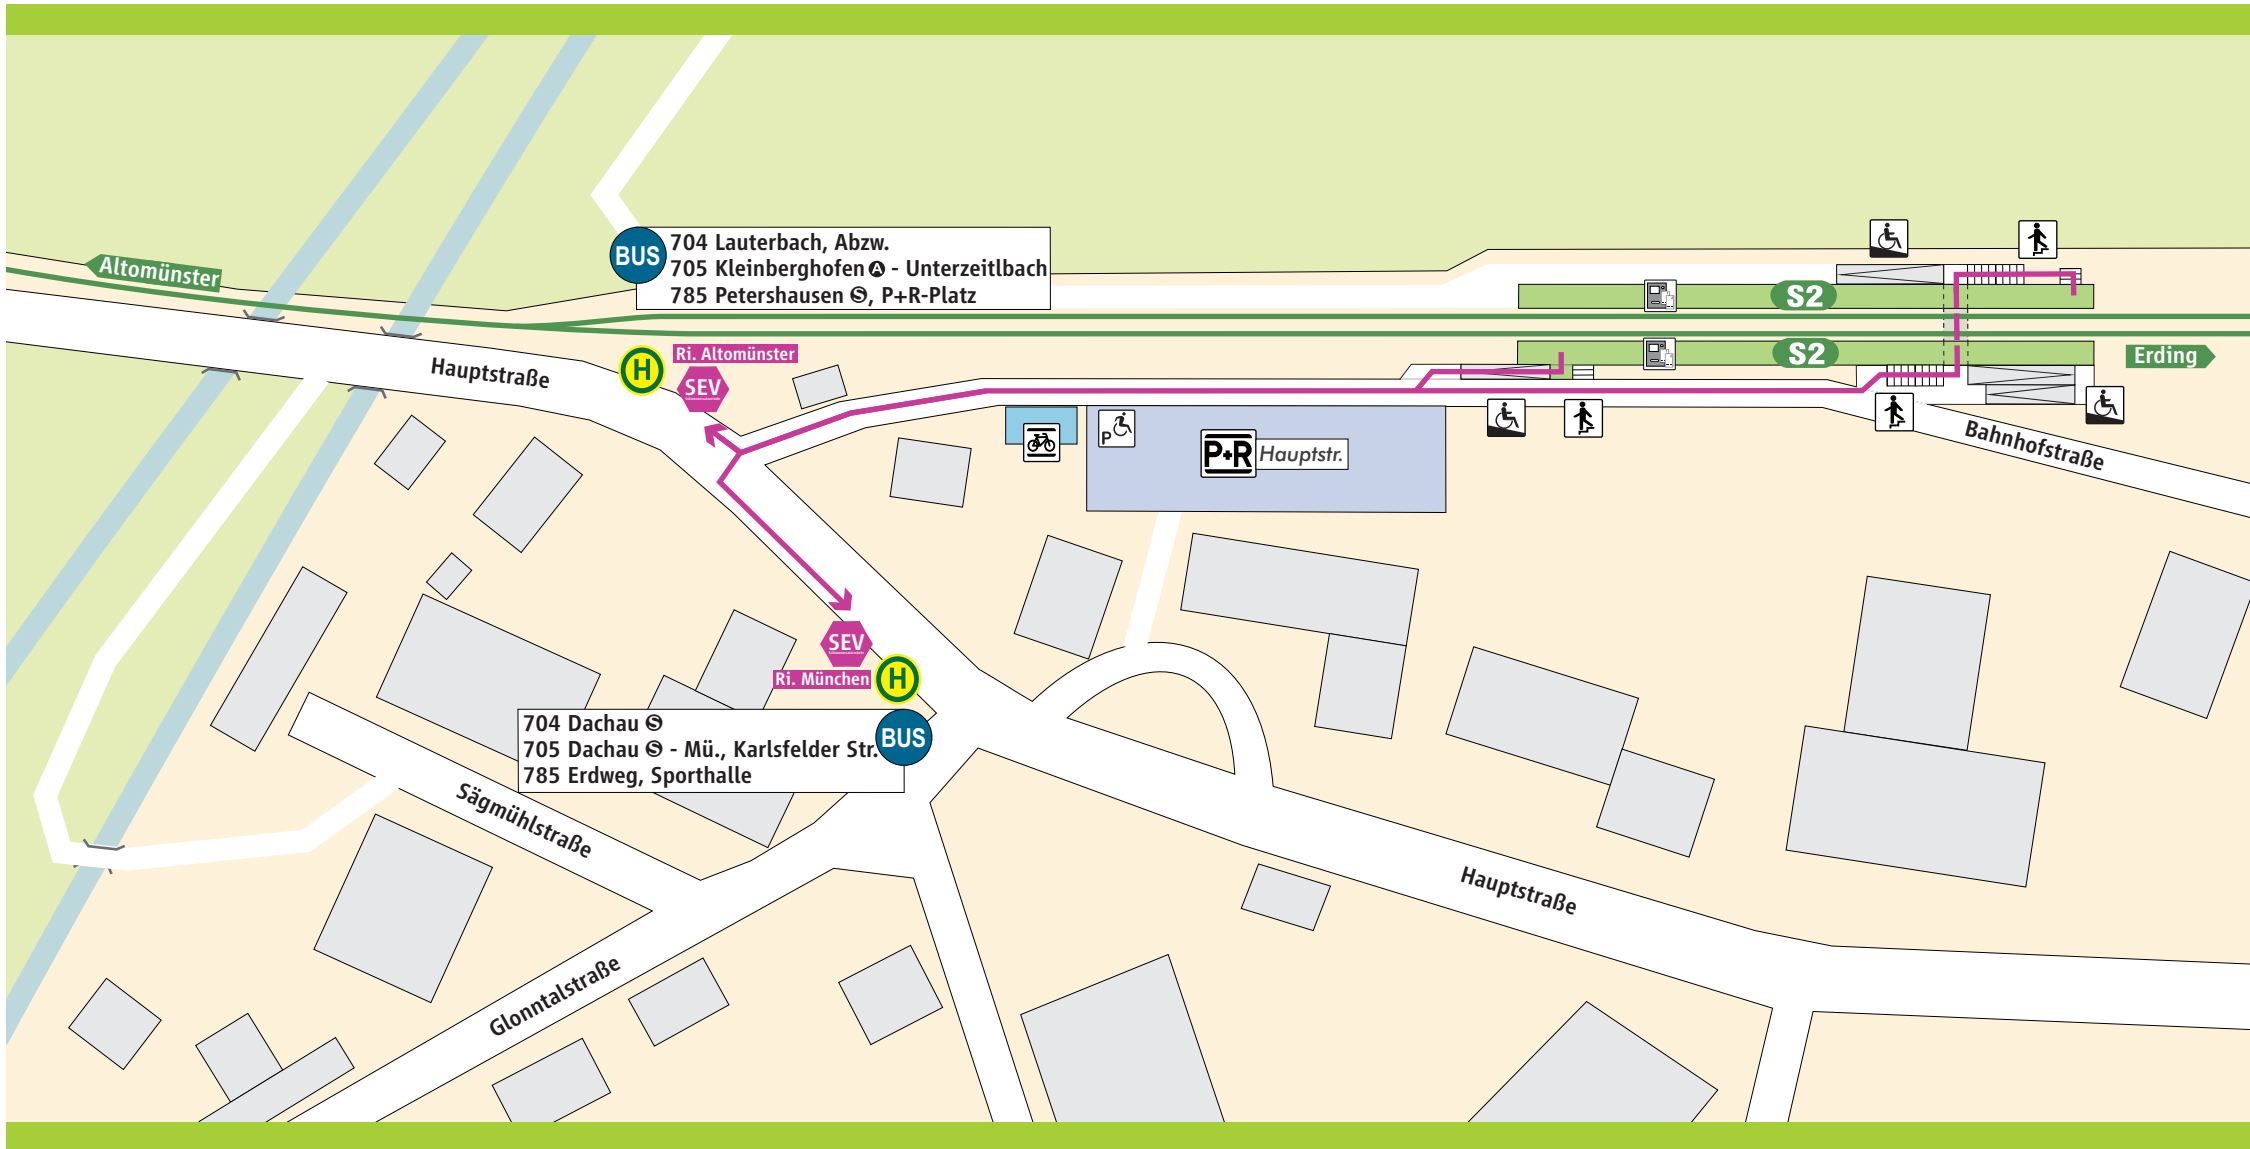 BUS
704 Lauterbach, Abzw.
705 Kleinberghofen A - Unterzeitlbach
785 Petershausen S, P+R-Platz
Altomünster
S2
S2
Erding
Hauptstraße
H
Ri. Altomünster
SEV
P
P+R Hauptstr.
Bahnhofstraße
SEV
Ri. München
H
BUS
704 Dachau S
705 Dachau S - Mü., Karlsfelder Str.
785 Erdweg, Sporthalle
Sägmühlstraße
Hauptstraße
Glonntalstraße